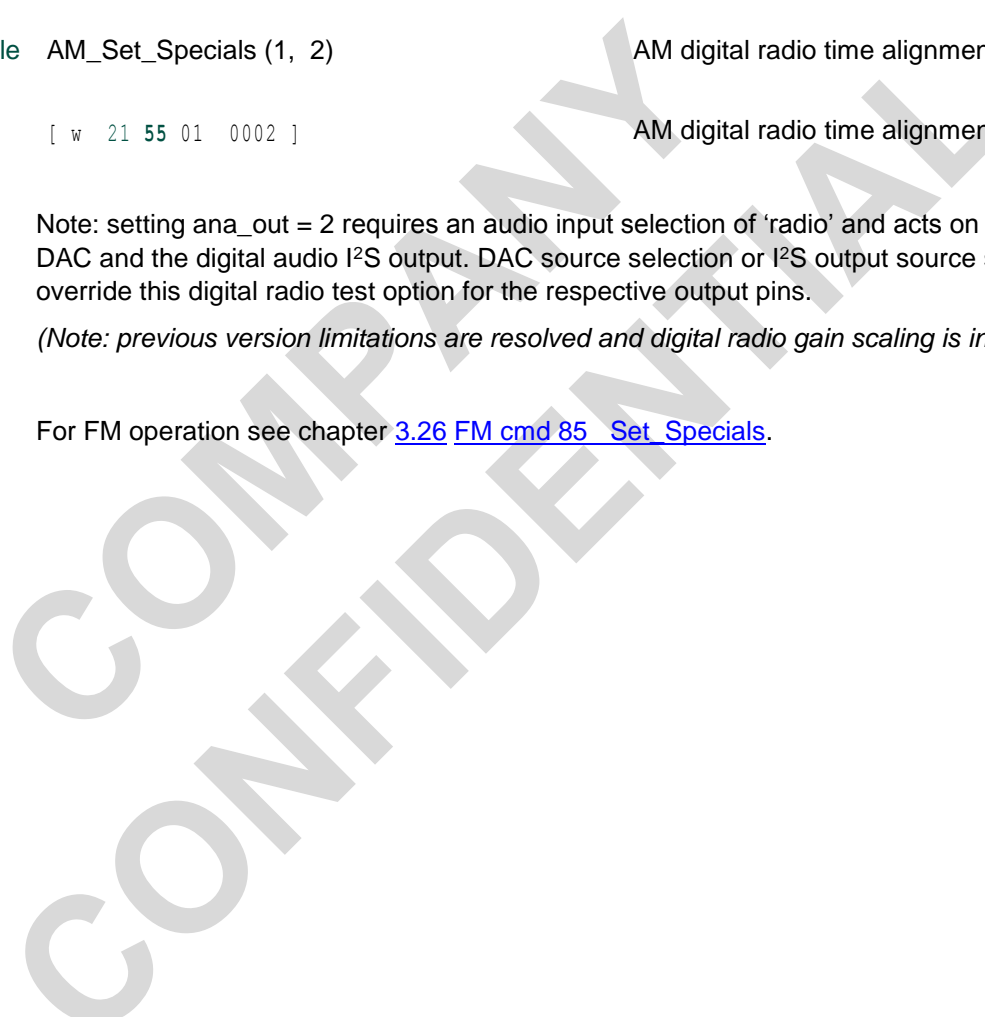 le AM_Set_Specials (1, 2) AM digital radio time alignmen
[ w 21 55 01 0002 ] AM digital radio time alignmen
Note: setting ana_out = 2 requires an audio input selection of ‘radio’ and acts on
DAC and the digital audio I²S output. DAC source selection or I²S output source s
override this digital radio test option for the respective output pins.
(Note: previous version limitations are resolved and digital radio gain scaling is in
For FM operation see chapter 3.26 FM cmd 85 Set_Specials.
COMPANY
CONFIDENTIAL